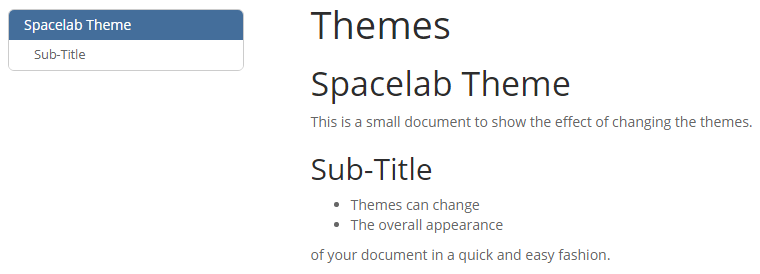 Spacelab Theme
Sub-Title
Themes
Spacelab Theme
This is a small document to show the effect of changing the themes.
Sub-Title
• Themes can change
• The overall appearance
of your document in a quick and easy fashion.